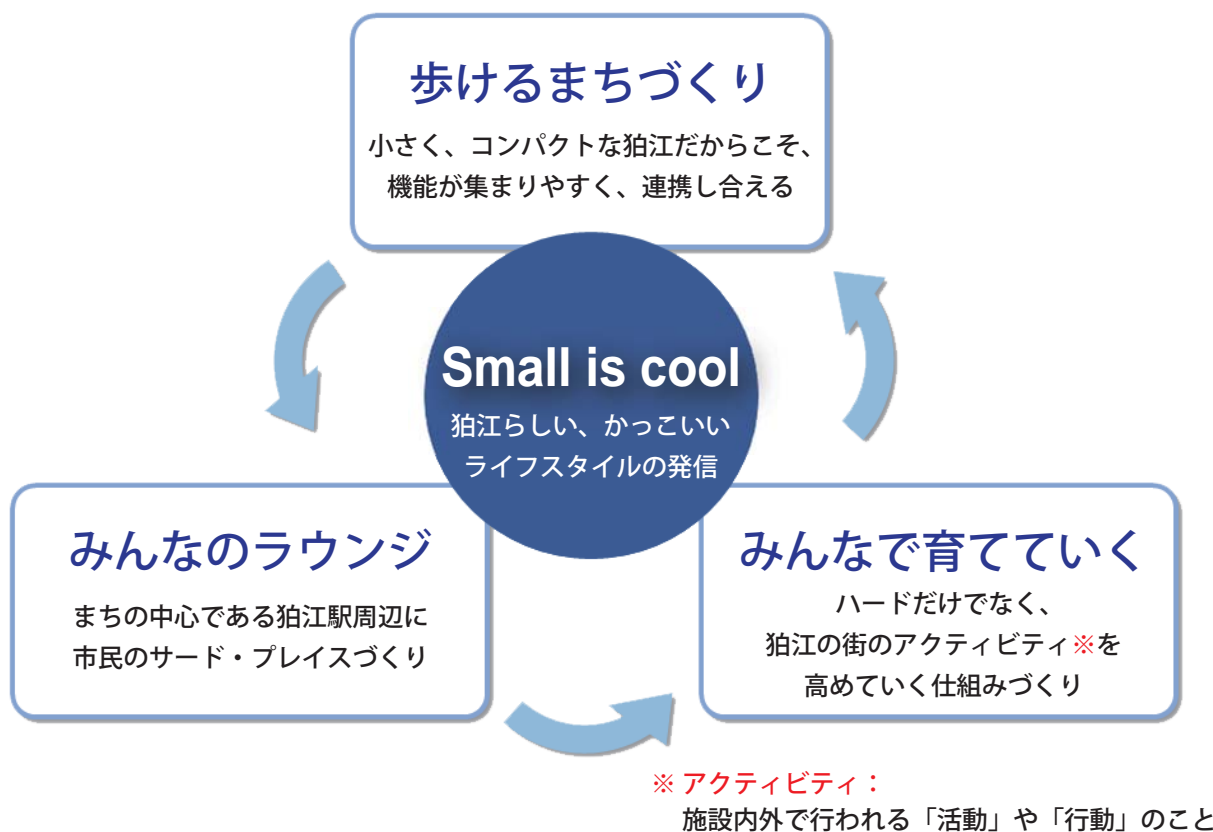 歩けるまちづくり
小さく、コンパクトな狛江だからこそ、
機能が集まりやすく、連携し合える
Small is cool
狛江らしい、かっこいい
ライフスタイルの発信
みんなのラウンジ
まちの中心である狛江駅周辺に
市民のサード・プレイスづくり
みんなで育てていく
ハードだけでなく、
狛江の街のアクティビティ※を
高めていく仕組みづくり
※ アクティビティ：
施設内外で行われる「活動」や「行動」のこと